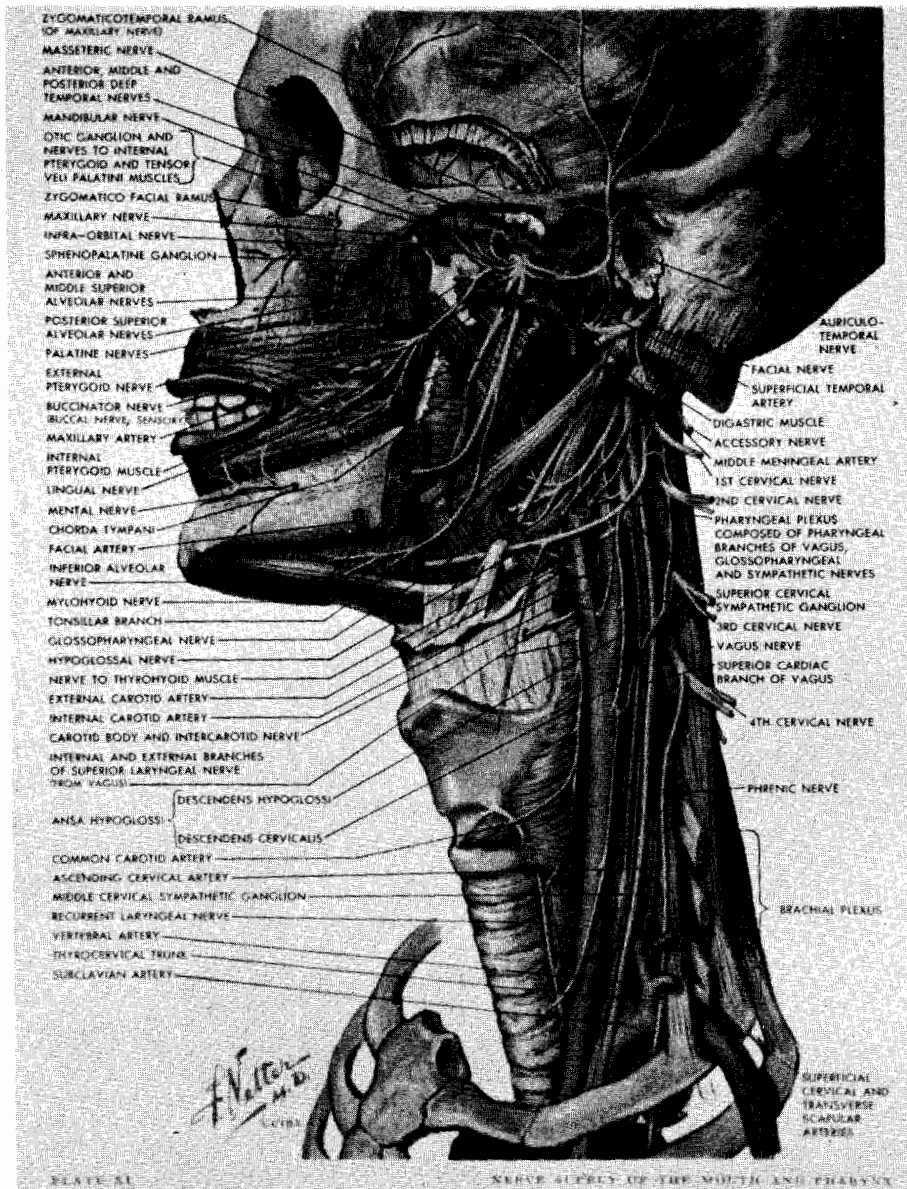 ZYGOMATICOTEMPORAL RAMUS
(OF MAXILLARY NERVE)
MASSETERIC NERVE
ANTERIOR, MIDDLE AND
POSTERIOR DEEP
TEMPORAL NERVES
MANDIBULAR NERVE
OTIC GANGLION AND
NERVES TO INTERNAL
PTERYGOID AND TENSOR
VELI PALATINI MUSCLES
ZYGOMATICO FACIAL RAMUS
MAXILLARY NERVE
INFRA-ORBITAL NERVE
SPHENOPALATINE GANGLION
ANTERIOR AND
MIDDLE SUPERIOR
ALVEOLAR NERVES
POSTERIOR SUPERIOR
ALVEOLAR NERVES
PALATINE NERVES
EXTERNAL
PTERYGOID NERVE
BUCCINATOR NERVE
(BUCCAL NERVE, SENSORY)
MAXILLARY ARTERY
INTERNAL
PTERYGOID MUSCLE
LINGUAL NERVE
MENTAL NERVE
CHORDA TYMPANI
FACIAL ARTERY
INFERIOR ALVEOLAR
NERVE
MYLOHYOID NERVE
TONSILLAR BRANCH
GLOSSOPHARYNGEAL NERVE
HYPOGLOSSAL NERVE
NERVE TO THYROHYOID MUSCLE
EXTERNAL CAROTID ARTERY
INTERNAL CAROTID ARTERY
CAROTID BODY AND INTERCAROTID NERVE
INTERNAL AND EXTERNAL BRANCHES
OF SUPERIOR LARYNGEAL NERVE
(FROM VAGUS)
ANSA HYPOGLOSSI
DESCENDENS HYPOGLOSSI
DESCENDENS CERVICALIS
COMMON CAROTID ARTERY
ASCENDING CERVICAL ARTERY
MIDDLE CERVICAL SYMPATHETIC GANGLION
RECURRENT LARYNGEAL NERVE
VERTEBRAL ARTERY
THYROCERVICAL TRUNK
SUBCLAVIAN ARTERY
AURICULO-
TEMPORAL
NERVE
FACIAL NERVE
SUPERFICIAL TEMPORAL
ARTERY
DIGASTRIC MUSCLE
ACCESSORY NERVE
MIDDLE MENINGEAL ARTERY
1ST CERVICAL NERVE
2ND CERVICAL NERVE
PHARYNGEAL PLEXUS
COMPOSED OF PHARYNGEAL
BRANCHES OF VAGUS,
GLOSSOPHARYNGEAL
AND SYMPATHETIC NERVES
SUPERIOR CERVICAL
SYMPATHETIC GANGLION
3RD CERVICAL NERVE
VAGUS NERVE
SUPERIOR CARDIAC
BRANCH OF VAGUS
4TH CERVICAL NERVE
PHRENIC NERVE
BRACHIAL PLEXUS
SUPERFICIAL
CERVICAL AND
TRANSVERSE
SCAPULAR
ARTERIES
F. Netter
M.D.
CIBA
PLATE XI
NERVE SUPPLY OF THE MOUTH AND PHARYNX